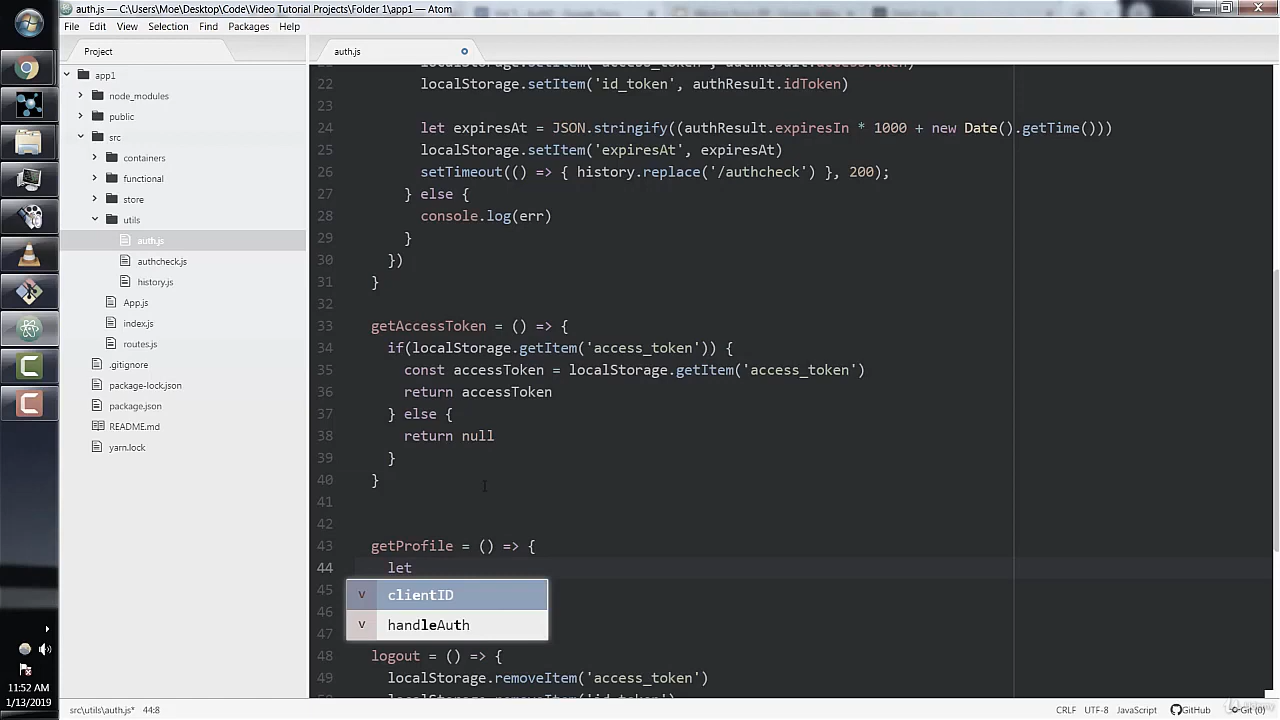 auth.js — C:\Users\Moe\Desktop\Code\Video Tutorial Projects\Folder 1\app1 — Atom
File Edit View Selection Find Packages Help
Project
auth.js
app1
node_modules
public
src
containers
functional
store
utils
auth.js
authcheck.js
history.js
App.js
index.js
routes.js
.gitignore
package-lock.json
package.json
README.md
yarn.lock
22 localStorage.setItem('id_token', authResult.idToken)
23
24 let expiresAt = JSON.stringify((authResult.expiresIn * 1000 + new Date().getTime()))
25 localStorage.setItem('expiresAt', expiresAt)
26 setTimeout(() => { history.replace('/authcheck') }, 200);
27 } else {
28 console.log(err)
29 }
30 })
31 }
32
33 getAccessToken = () => {
34 if(localStorage.getItem('access_token')) {
35 const accessToken = localStorage.getItem('access_token')
36 return accessToken
37 } else {
38 return null
39 }
40 }
41
42
43 getProfile = () => {
44 let
45 v clientID
46 v handleAuth
47
48 logout = () => {
49 localStorage.removeItem('access_token')
localStorage.removeItem('id_token')
11:52 AM
1/13/2019
src\utils\auth.js* 44:8
CRLF UTF-8 JavaScript GitHub Git (0)